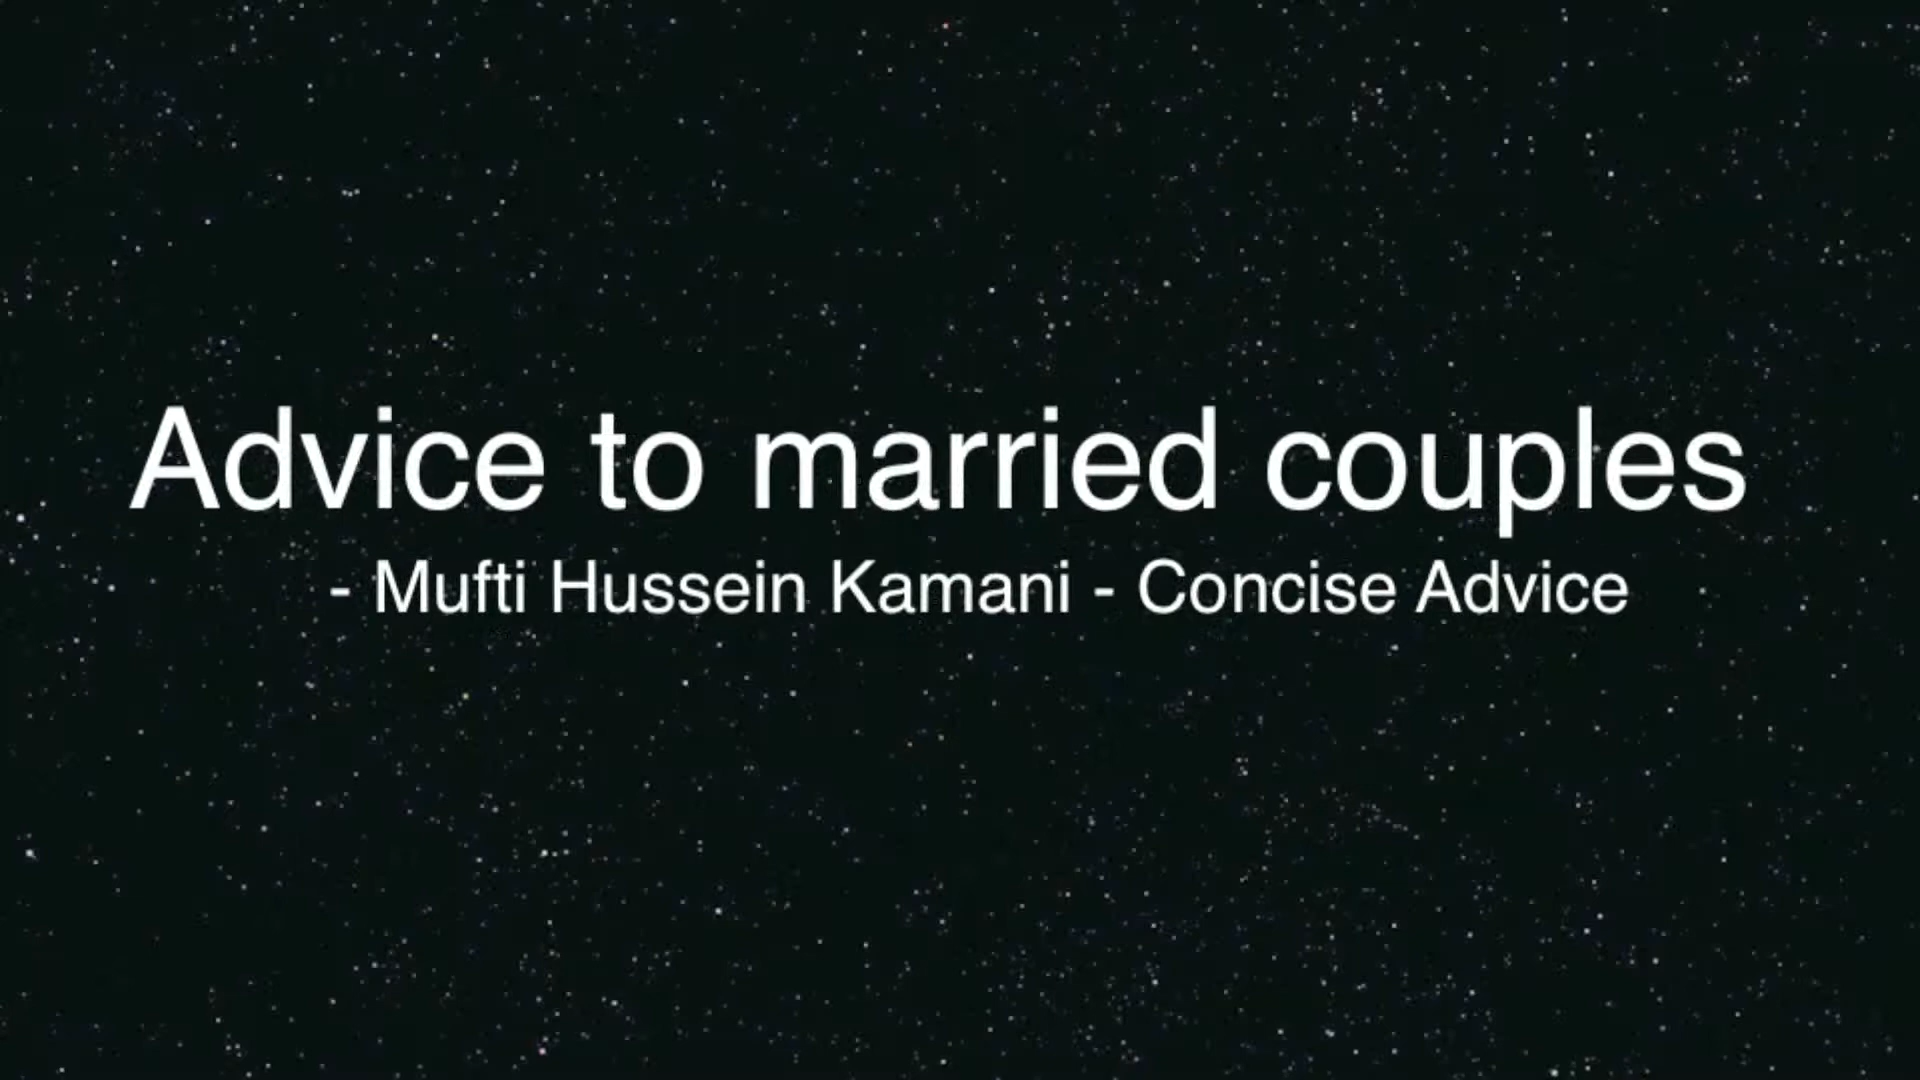 Advice to married couples
- Mufti Hussein Kamani - Concise Advice